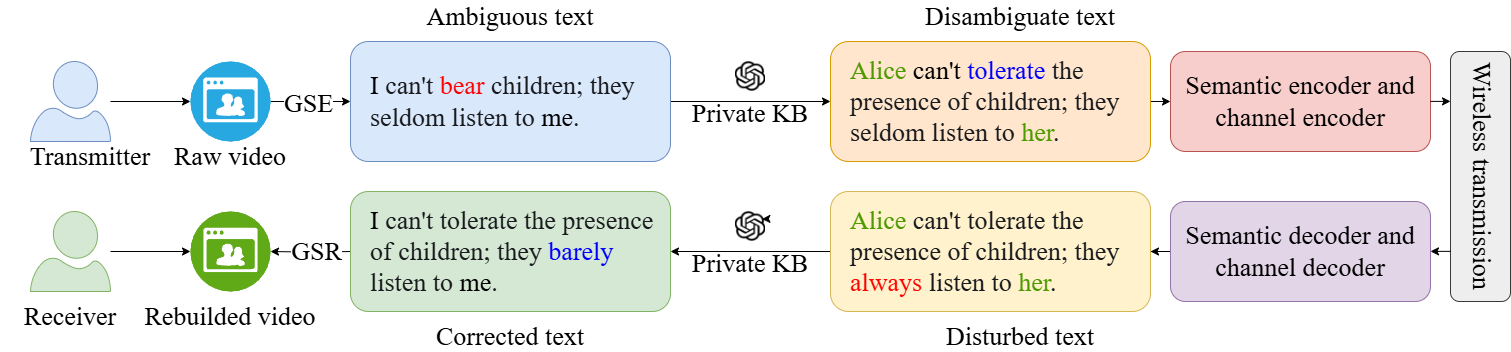 Ambiguous text
Disambiguate text
Transmitter
Raw video
GSE
I can't bear children; they
seldom listen to me.
Private KB
Alice can't tolerate the
presence of children; they
seldom listen to her.
Semantic encoder and
channel encoder
Wireless transmission
Receiver
Rebuilded video
GSR
I can't tolerate the presence
of children; they barely
listen to me.
Private KB
Alice can't tolerate the
presence of children; they
always listen to her.
Semantic decoder and
channel decoder
Corrected text
Disturbed text